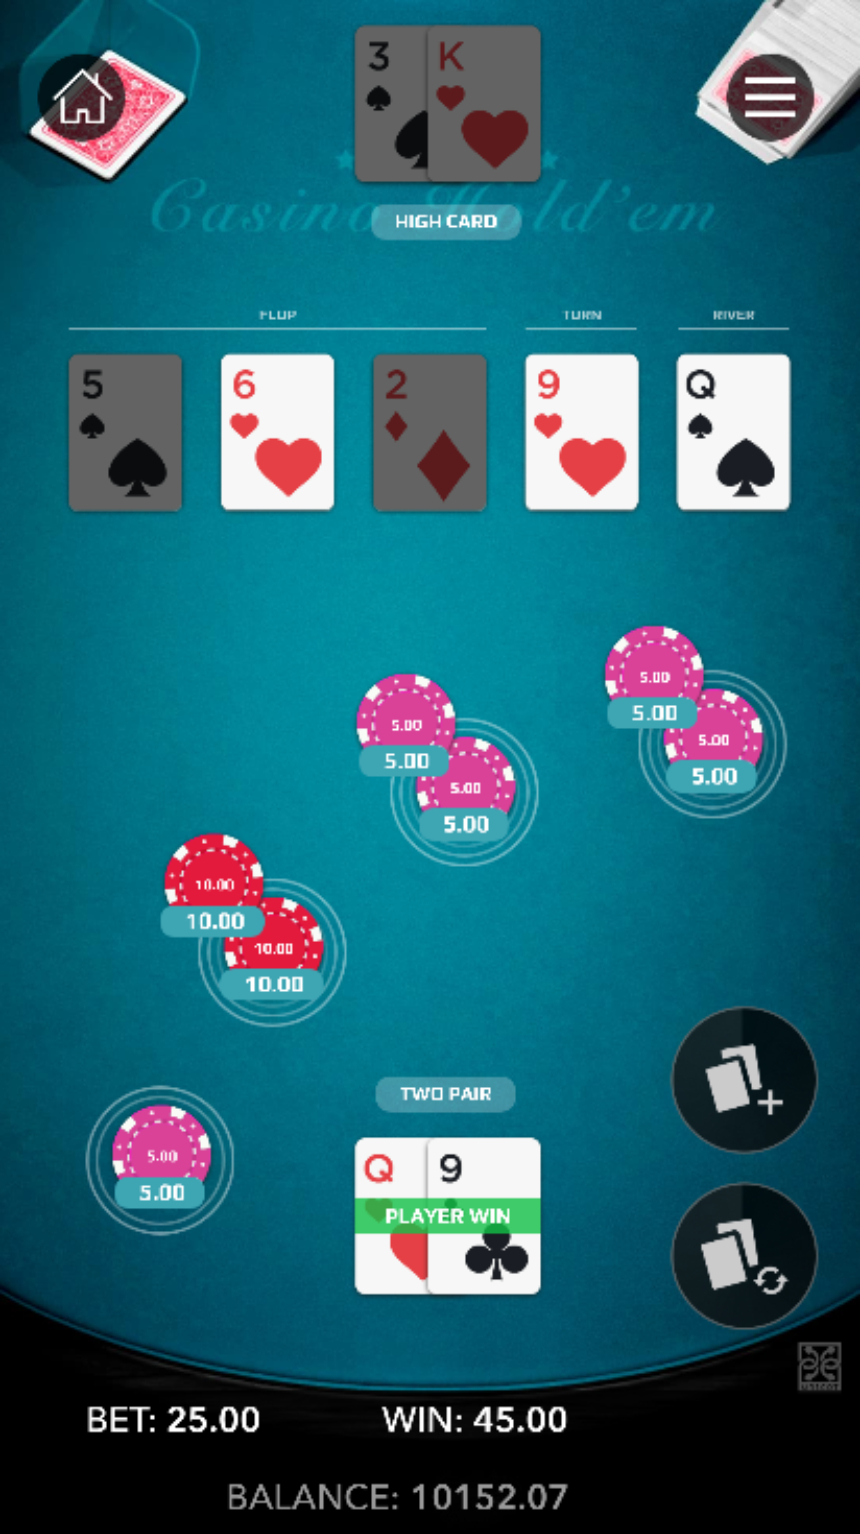 3 K
Casino Hold'em
HIGH CARD
FLOP TURN RIVER
5 6 2 9 Q
5.00
5.00
5.00
5.00
5.00
5.00
5.00
5.00
10.00
10.00
10.00
10.00
TWO PAIR
Q 9
PLAYER WIN
5.00
5.00
BET: 25.00 WIN: 45.00
BALANCE: 10152.07